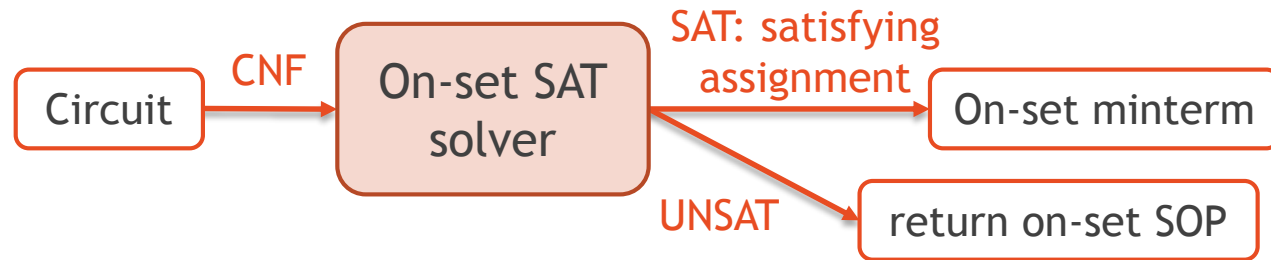 Circuit
CNF
On-set SAT
solver
SAT: satisfying
assignment
On-set minterm
UNSAT
return on-set SOP